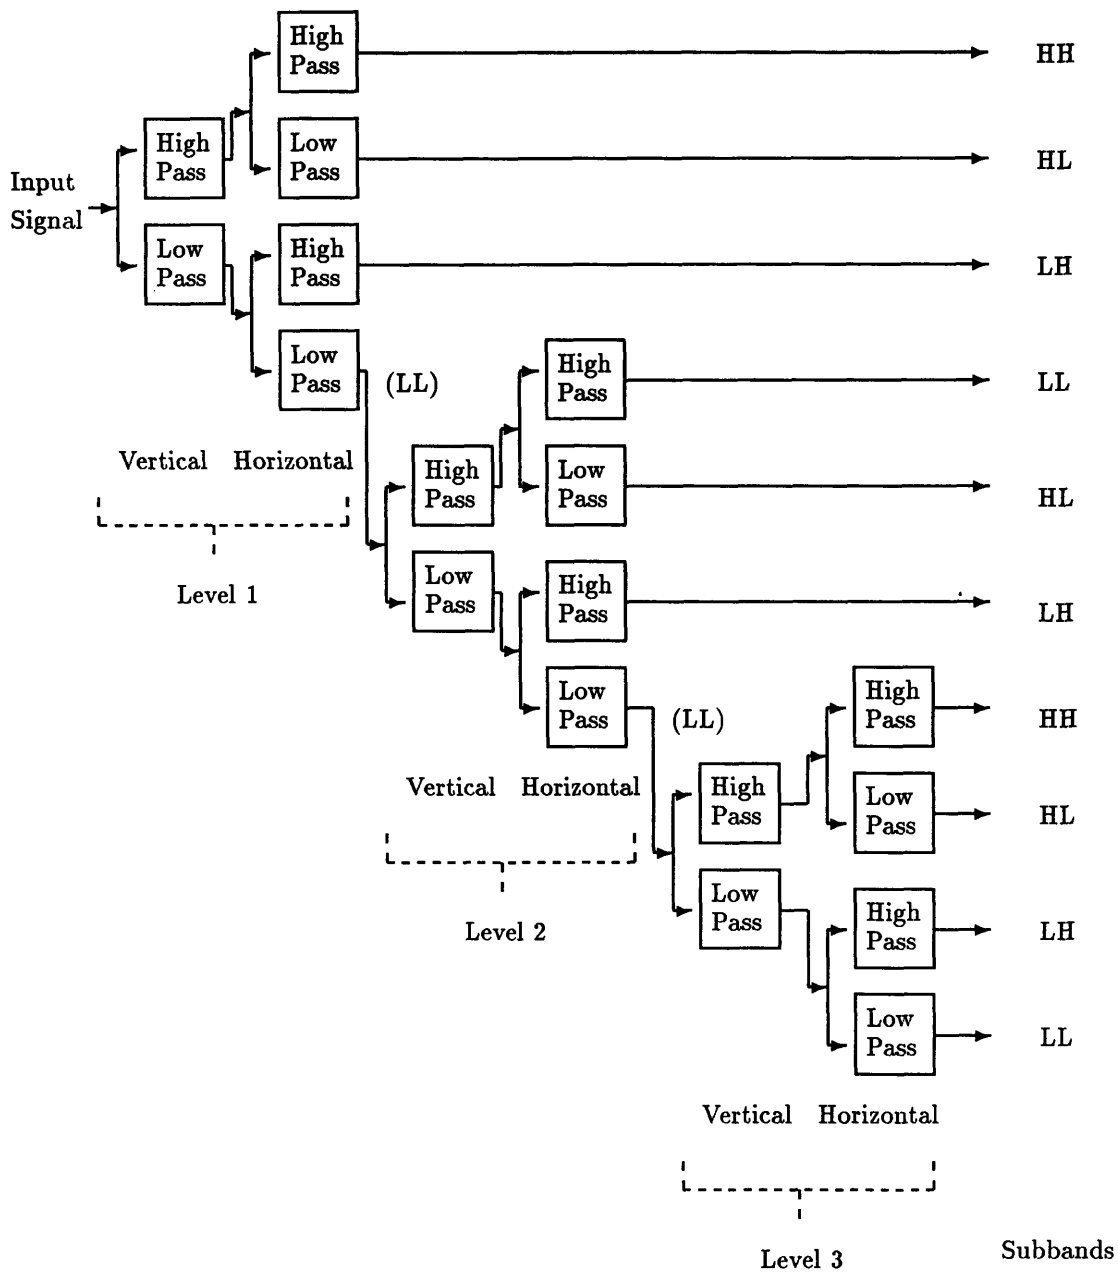 High
Pass
HH
High
Pass
Low
Pass
HL
Input
Signal
Low
Pass
High
Pass
LH
Low
Pass
(LL)
High
Pass
LL
Vertical Horizontal
High
Pass
Low
Pass
HL
Level 1
Low
Pass
High
Pass
LH
Low
Pass
(LL)
High
Pass
HH
Vertical Horizontal
High
Pass
Low
Pass
HL
Level 2
Low
Pass
High
Pass
LH
Low
Pass
LL
Vertical Horizontal
Level 3
Subbands